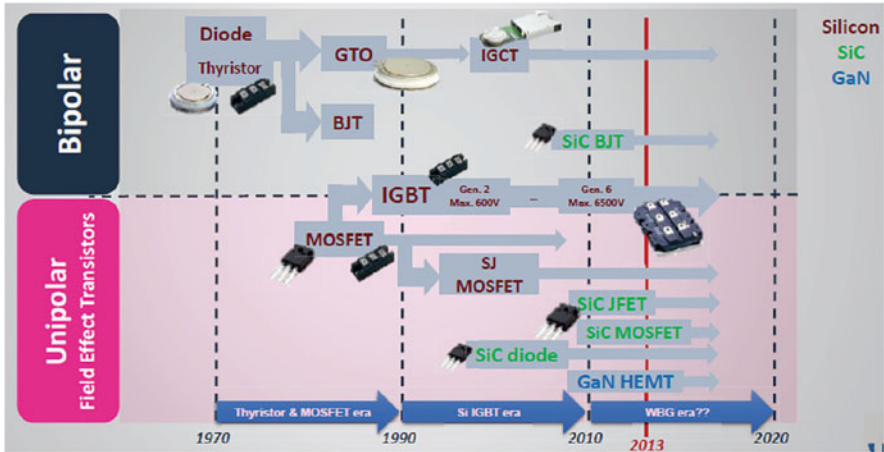 Bipolar
Unipolar
Field Effect Transistors
Diode
Thyristor
GTO
IGCT
BJT
SiC BJT
IGBT
Gen. 2
Max. 600V
–
Gen. 6
Max. 6500V
MOSFET
SJ
MOSFET
SiC JFET
SiC MOSFET
SiC diode
GaN HEMT
Thyristor & MOSFET era
Si IGBT era
WBG era??
1970
1990
2010
2013
2020
Silicon
SiC
GaN